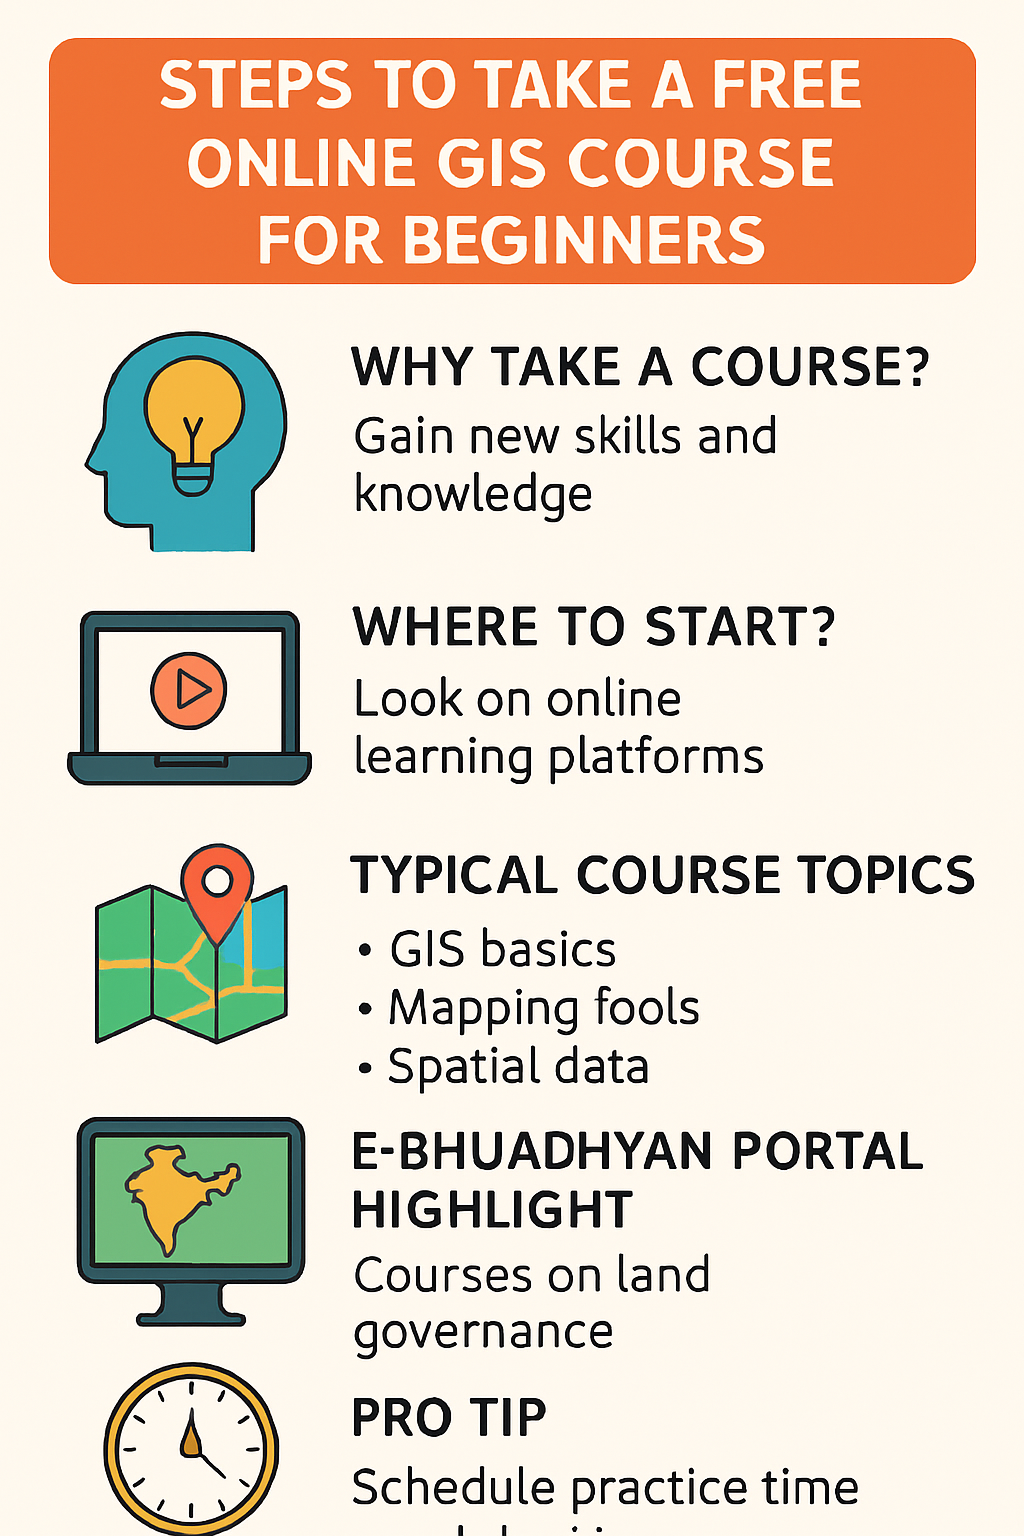 STEPS TO TAKE A FREE
ONLINE GIS COURSE
FOR BEGINNERS
WHY TAKE A COURSE?
Gain new skills and
knowledge
WHERE TO START?
Look on online
learning platforms
TYPICAL COURSE TOPICS
• GIS basics
• Mapping fools
• Spatial data
E-BHUADHYAN PORTAL
HIGHLIGHT
Courses on land
governance
PRO TIP
Schedule practice time